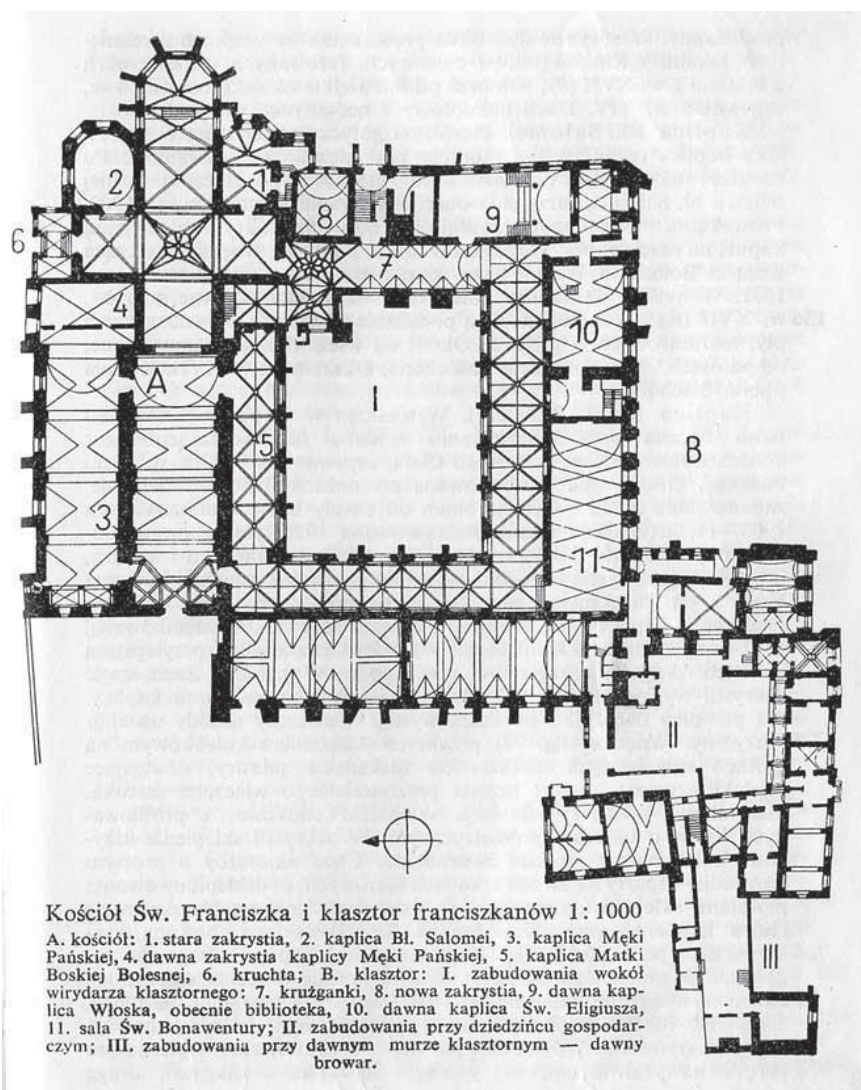 2
1
6
8
9
7
4
5
10
A
I
5
B
3
11
II
III
Kościół Św. Franciszka i klasztor franciszkanów 1:1000
A. kościół: 1. stara zakrystia, 2. kaplica Bł. Salomei, 3. kaplica Męki
Pańskiej, 4. dawna zakrystia kaplicy Męki Pańskiej, 5. kaplica Matki
Boskiej Bolesnej, 6. kruchta; B. klasztor: I. zabudowania wokół
wirydarza klasztornego: 7. krużganki, 8. nowa zakrystia, 9. dawna kap-
lica Włoska, obecnie biblioteka, 10. dawna kaplica Św. Eligiusza,
11. sala Św. Bonawentury; II. zabudowania przy dziedzińcu gospodar-
czym; III. zabudowania przy dawnym murze klasztornym — dawny
browar.